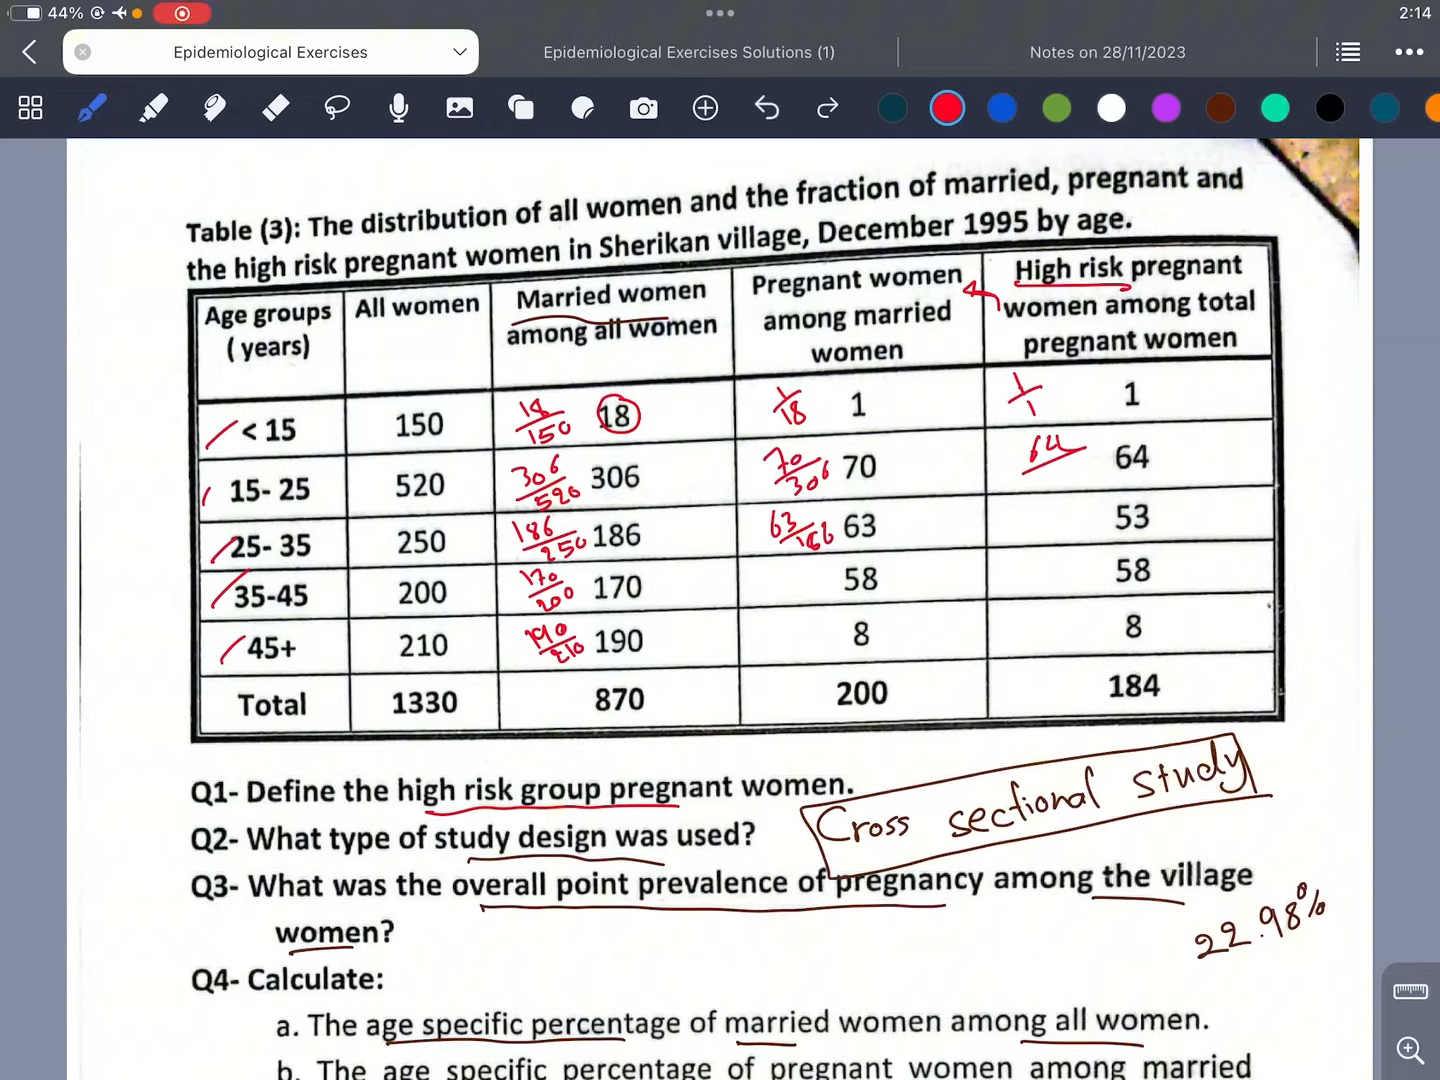 44%
2:14
Epidemiological Exercises
Epidemiological Exercises Solutions (1)
Notes on 28/11/2023
Table (3): The distribution of all women and the fraction of married, pregnant and
the high risk pregnant women in Sherikan village, December 1995 by age.
Age groups (years) | All women | Married women among all women | Pregnant women among married women | High risk pregnant women among total pregnant women
< 15 | 150 | 18/150 18 | 1/18 1 | 1/1 1
15- 25 | 520 | 306/520 306 | 70/306 70 | 64 64
25- 35 | 250 | 186/250 186 | 63/186 63 | 53
35-45 | 200 | 170/200 170 | 58 | 58
45+ | 210 | 190/210 190 | 8 | 8
Total | 1330 | 870 | 200 | 184
Q1- Define the high risk group pregnant women.
Q2- What type of study design was used?
Cross sectional study
Q3- What was the overall point prevalence of pregnancy among the village
women?
22.98%
Q4- Calculate:
a. The age specific percentage of married women among all women.
b. The age specific percentage of pregnant women among married